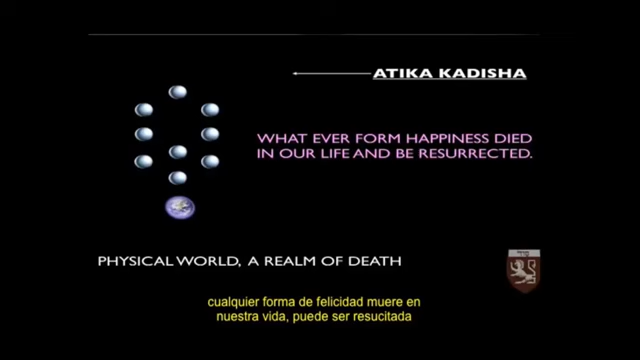 ATIKA KADISHA
WHAT EVER FORM HAPPINESS DIED
IN OUR LIFE AND BE RESURRECTED.
PHYSICAL WORLD, A REALM OF DEATH
cualquier forma de felicidad muere en
nuestra vida, puede ser resucitada